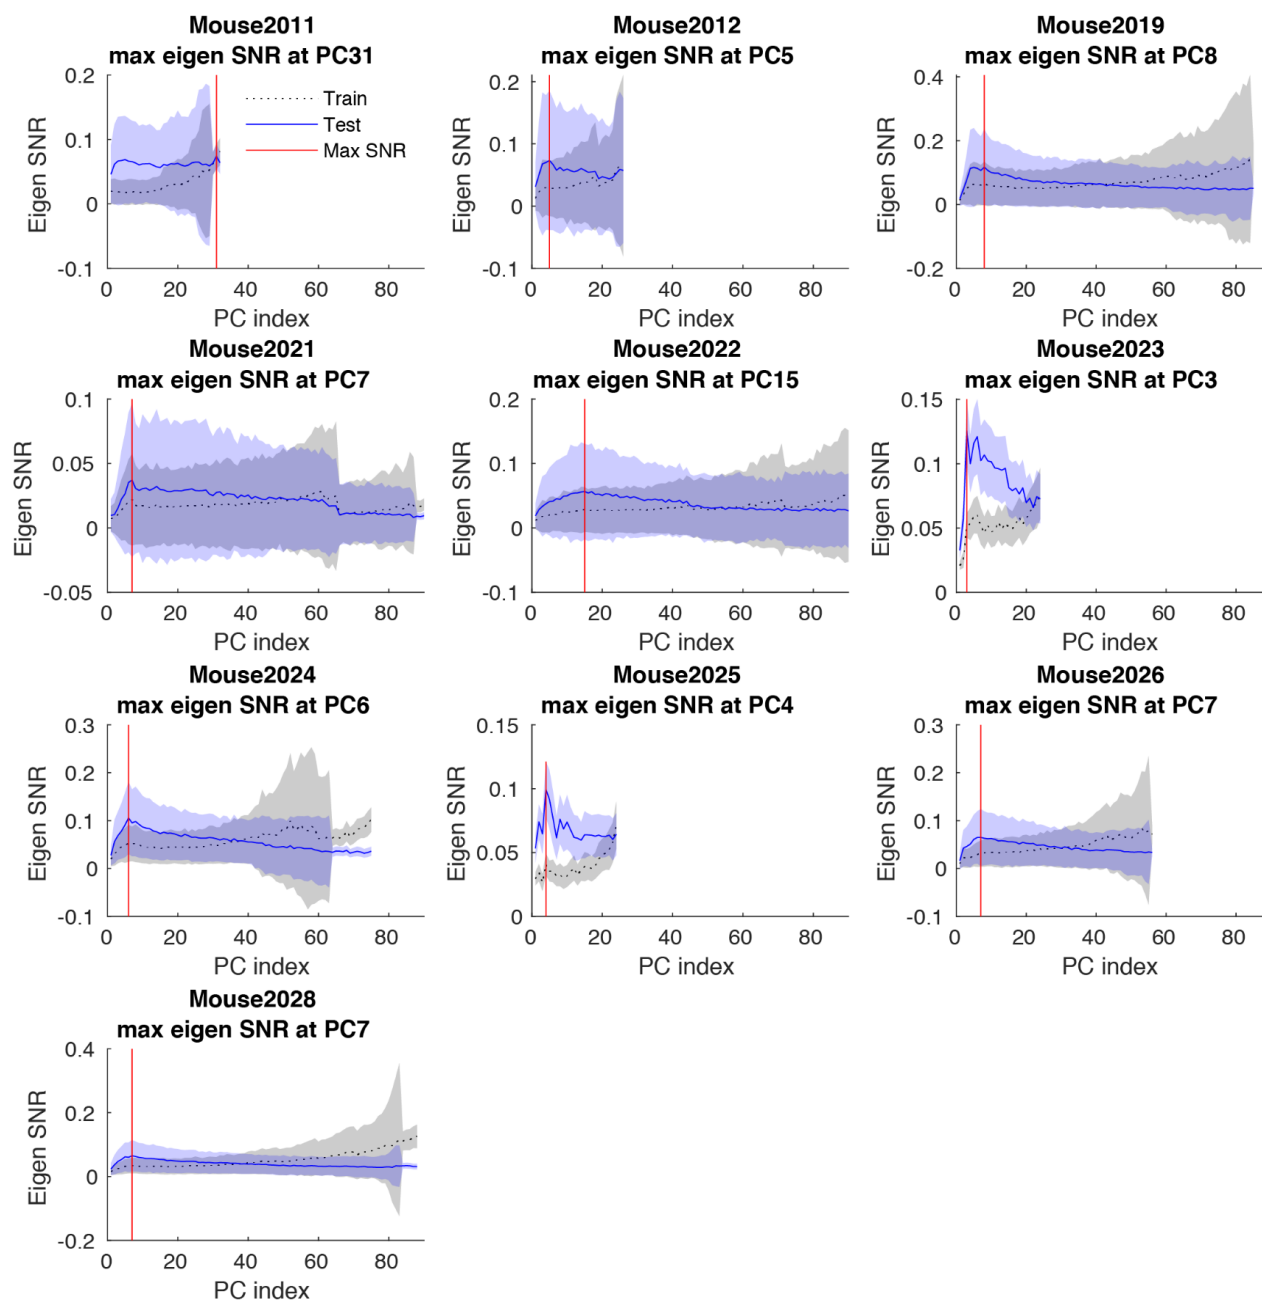 Mouse2011
max eigen SNR at PC31
Mouse2012
max eigen SNR at PC5
Mouse2019
max eigen SNR at PC8
0.2
0.1
0
-0.1
Eigen SNR
Train
Test
Max SNR
0 20 40 60 80
PC index
0.2
0.1
0
-0.1
Eigen SNR
0 20 40 60 80
PC index
0.4
0.2
0
-0.2
Eigen SNR
0 20 40 60 80
PC index
Mouse2021
max eigen SNR at PC7
Mouse2022
max eigen SNR at PC15
Mouse2023
max eigen SNR at PC3
0.1
0.05
0
-0.05
Eigen SNR
0 20 40 60 80
PC index
0.2
0.1
0
-0.1
Eigen SNR
0 20 40 60 80
PC index
0.15
0.1
0.05
0
Eigen SNR
0 20 40 60 80
PC index
Mouse2024
max eigen SNR at PC6
Mouse2025
max eigen SNR at PC4
Mouse2026
max eigen SNR at PC7
0.3
0.2
0.1
0
-0.1
Eigen SNR
0 20 40 60 80
PC index
0.15
0.1
0.05
0
Eigen SNR
0 20 40 60 80
PC index
0.3
0.2
0.1
0
-0.1
Eigen SNR
0 20 40 60 80
PC index
Mouse2028
max eigen SNR at PC7
0.4
0.2
0
-0.2
Eigen SNR
0 20 40 60 80
PC index